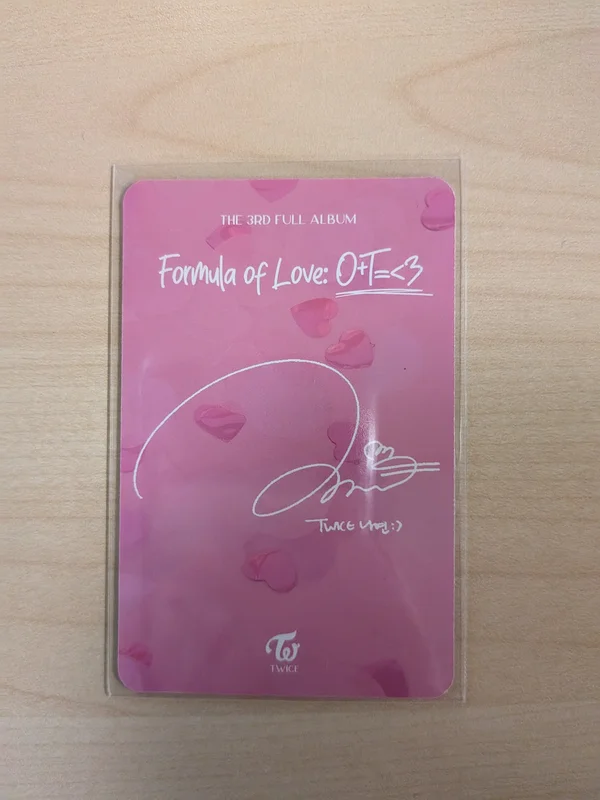 THE 3RD FULL ALBUM
Formula of Love: O+T=<3
TWICE 나연:)
TWICE